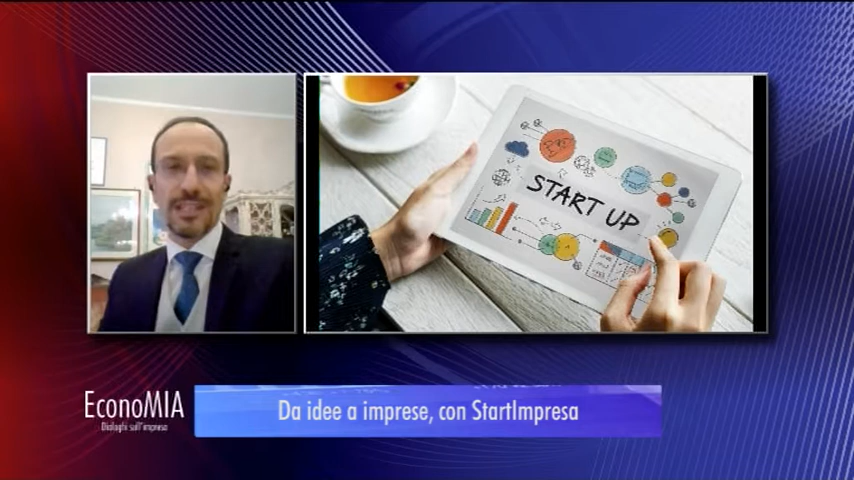 START UP
EconoMIA
Dialoghi sull'impresa
Da idee a imprese, con StartImpresa